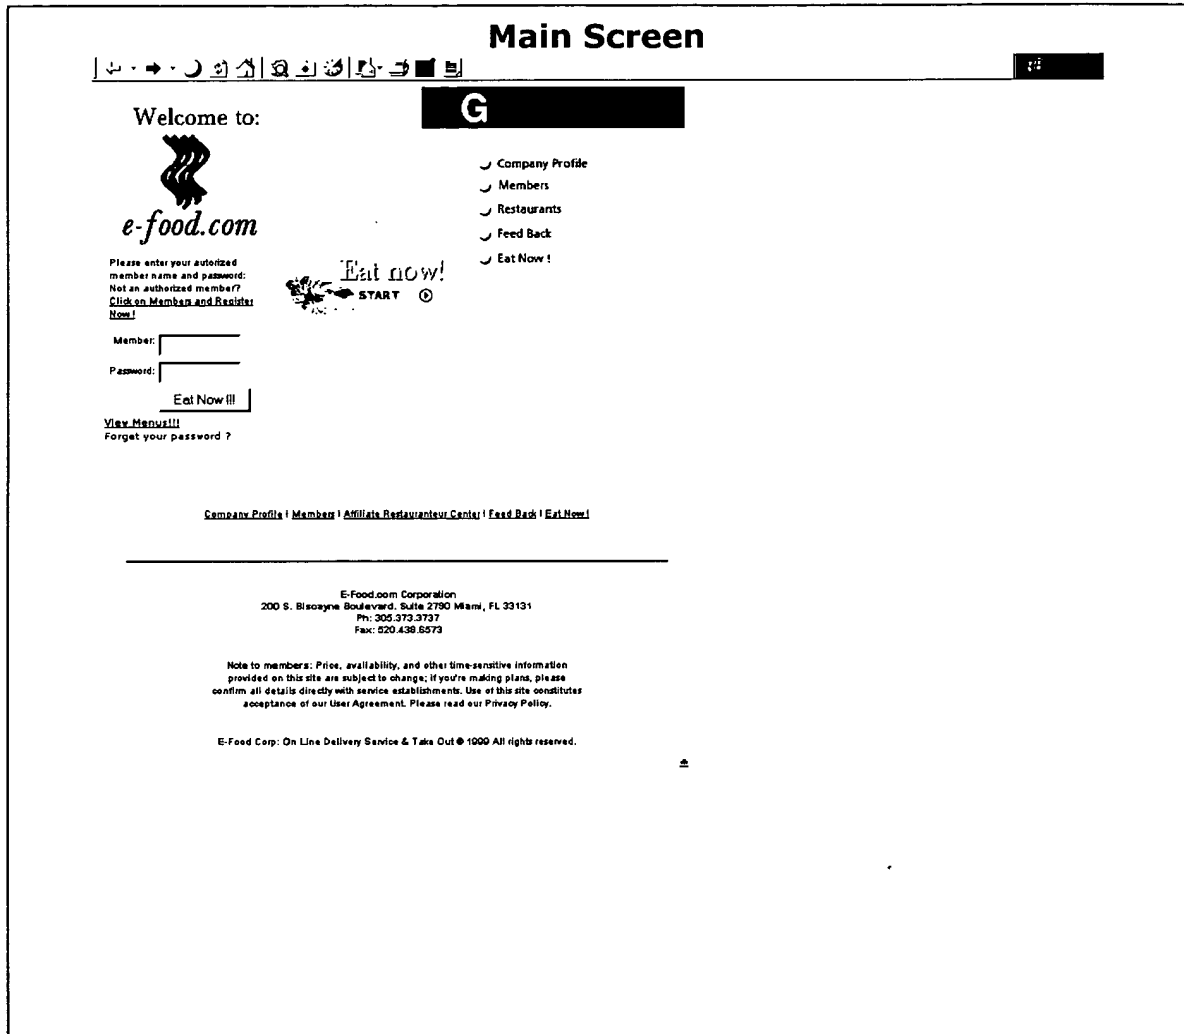 Main Screen
G
Welcome to:
e-food.com
Please enter your autorized
member name and password:
Not an authorized member?
Click on Members and Register
Now!
Member:
Password:
Eat Now !!!
View Menus!!!
Forget your password ?
Company Profile
Members
Restaurants
Feed Back
Eat Now !
Eat now!
START
Company Profile | Members | Affiliate Restauranteur Center | Feed Back | Eat Now!
E-Food.com Corporation
200 S. Biscayne Boulevard. Suite 2790 Miami, FL 33131
Ph: 305.373.3737
Fax: 520.438.6573
Note to members: Price, availability, and other time-sensitive information
provided on this site are subject to change; if you're making plans, please
confirm all details directly with service establishments. Use of this site constitutes
acceptance of our User Agreement. Please read our Privacy Policy.
E-Food Corp: On Line Delivery Service & Take Out © 1999 All rights reserved.